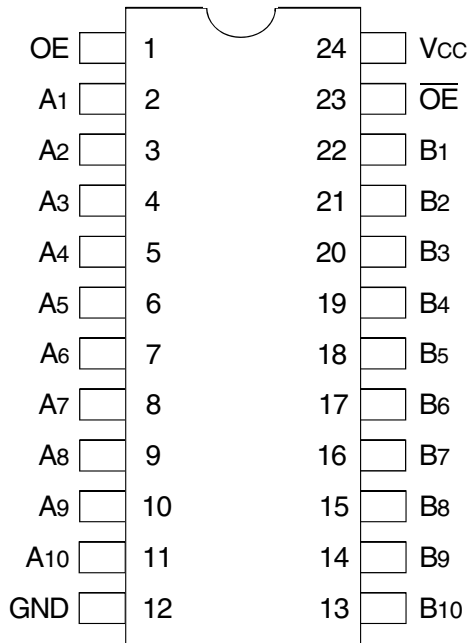 OE 1 24 VCC
A1 2 23 O̅E̅
A2 3 22 B1
A3 4 21 B2
A4 5 20 B3
A5 6 19 B4
A6 7 18 B5
A7 8 17 B6
A8 9 16 B7
A9 10 15 B8
A10 11 14 B9
GND 12 13 B10